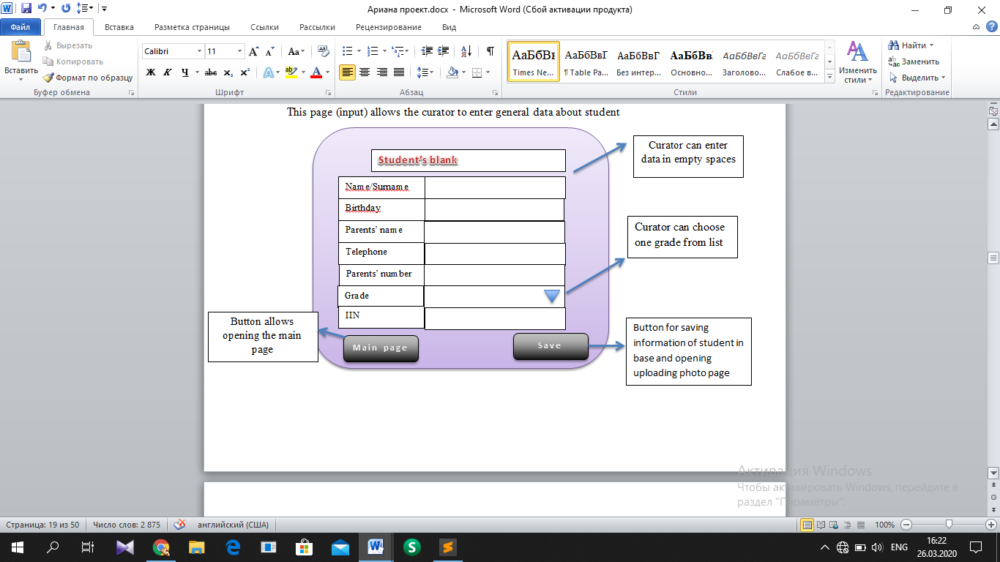 Ариана проект.docx - Microsoft Word (Сбой активации продукта)
Файл Главная Вставка Разметка страницы Ссылки Рассылки Рецензирование Вид
Вставить
Вырезать
Копировать
Формат по образцу
Буфер обмена
Calibri 11
Ж К Ч abc x₂ x²
Шрифт
Абзац
АаБбВв АаБбВвГ АаБбВвГ АаБбВв АаБбВвГг АаБбВвГг
Times Ne... ¶ Table Pa... Без интер... Основно... Заголово... Слабое в...
Стили
Изменить
стили
Найти
Заменить
Выделить
Редактирование
This page (input) allows the curator to enter general data about student
Student's blank
Name/Surname
Birthday
Parents' name
Telephone
Parents' number
Grade
IIN
Main page
Save
Curator can enter
data in empty spaces
Curator can choose
one grade from list
Button allows
opening the main
page
Button for saving
information of student in
base and opening
uploading photo page
Активация Windows
Чтобы активировать Windows, перейдите в
раздел "Параметры".
Страница: 19 из 50 Число слов: 2 875 английский (США) 100%
ENG
16:22
26.03.2020